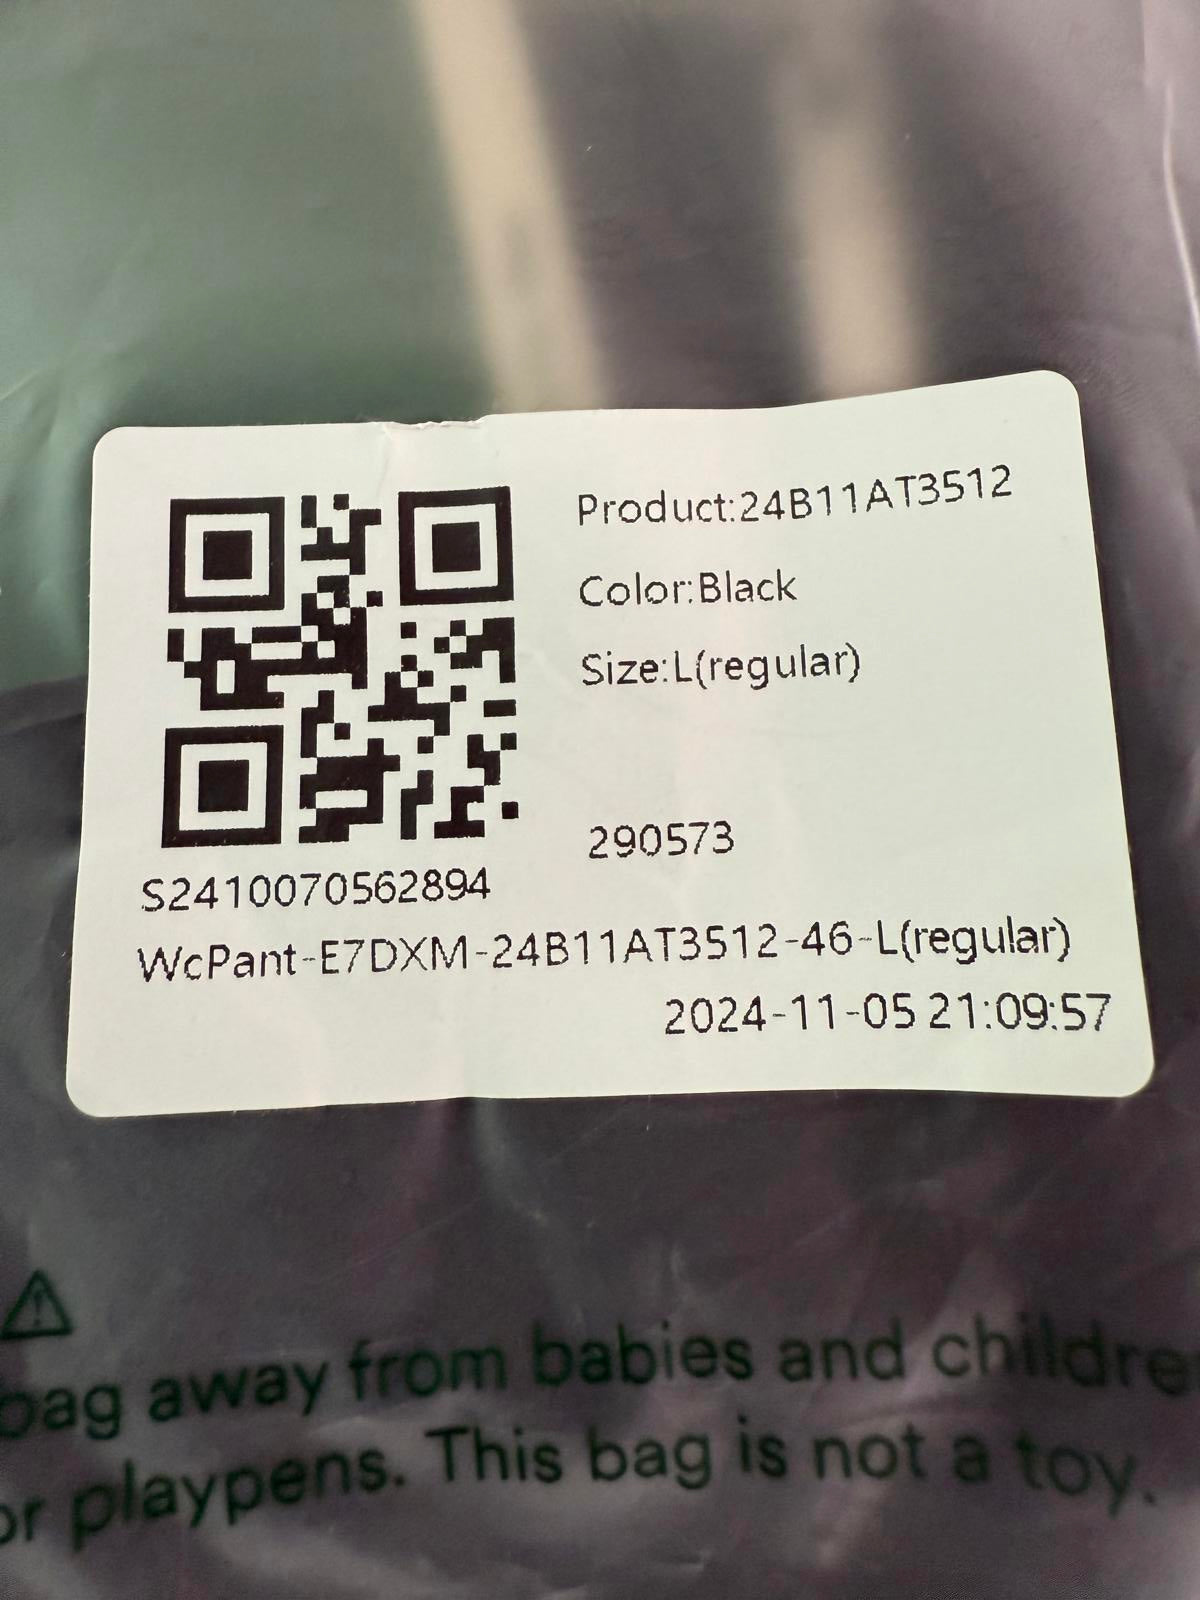 Product:24B11AT3512
Color:Black
Size:L(regular)
290573
S2410070562894
WcPant-E7DXM-24B11AT3512-46-L(regular)
2024-11-05 21:09:57
bag away from babies and children
or playpens. This bag is not a toy.